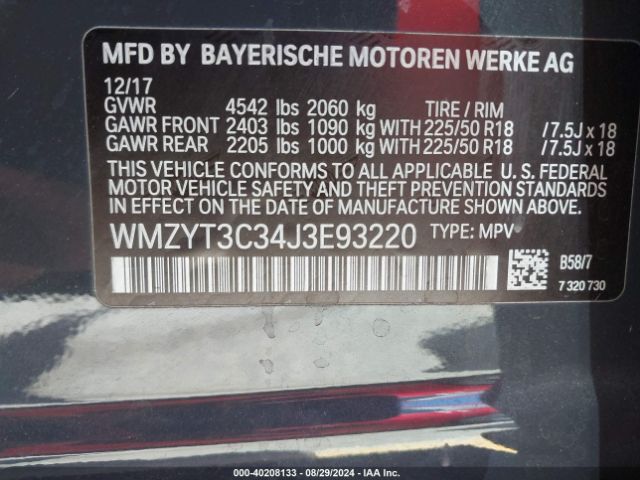 MFD BY BAYERISCHE MOTOREN WERKE AG
12/17
GVWR 4542 lbs 2060 kg TIRE / RIM
GAWR FRONT 2403 lbs 1090 kg WITH 225/50 R18 /7.5J x 18
GAWR REAR 2205 lbs 1000 kg WITH 225/50 R18 /7.5J x 18
THIS VEHICLE CONFORMS TO ALL APPLICABLE U. S. FEDERAL
MOTOR VEHICLE SAFETY AND THEFT PREVENTION STANDARDS
IN EFFECT ON THE DATE OF MANUFACTURE SHOWN ABOVE.
WMZYT3C34J3E93220 TYPE: MPV
B58/7
7 320 730
000-40208133 - 08/29/2024 - IAA Inc.